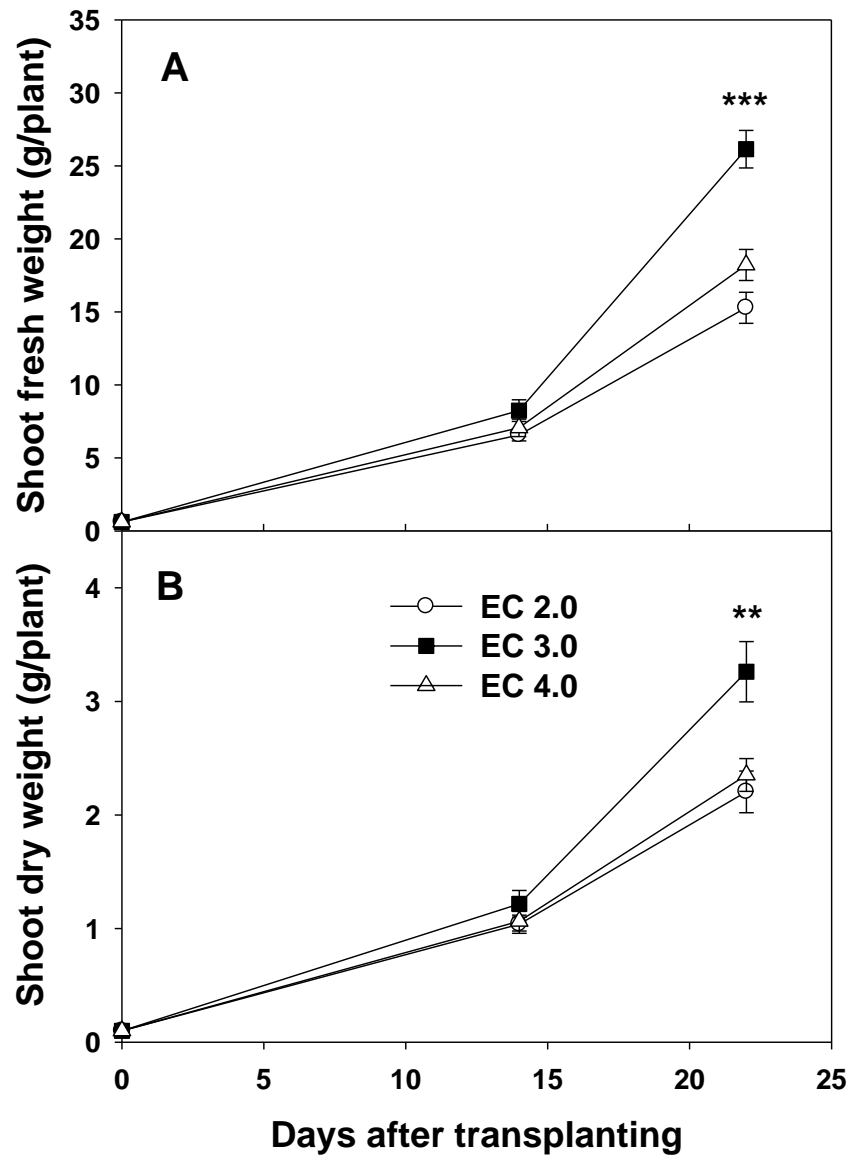 35
30
25
20
15
10
5
0
Shoot fresh weight (g/plant)
A
***
4
3
2
1
0
Shoot dry weight (g/plant)
B
**
EC 2.0
EC 3.0
EC 4.0
0 5 10 15 20 25
Days after transplanting